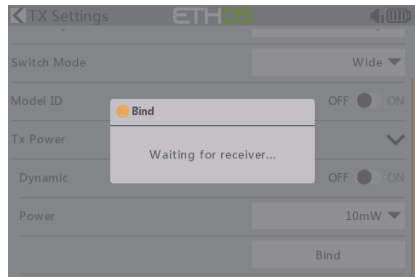 TX Settings ETHOS
Switch Mode Wide
Model ID OFF ON
Bind
Tx Power
Waiting for receiver...
Dynamic OFF ON
Power 10mW
Bind